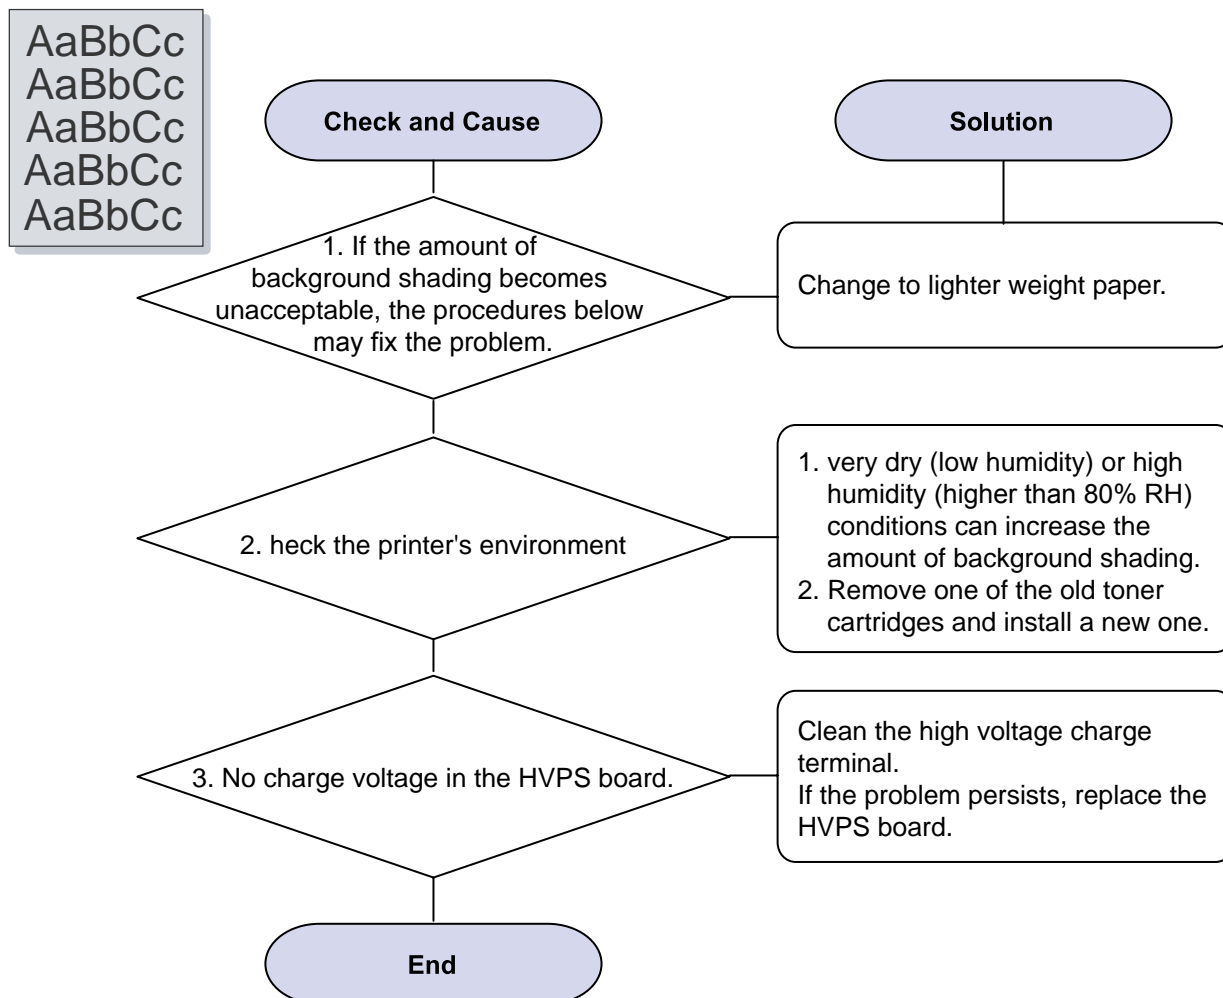 AaBbCc
AaBbCc
AaBbCc
AaBbCc
AaBbCc
Check and Cause
Solution
1. If the amount of
background shading becomes
unacceptable, the procedures below
may fix the problem.
Change to lighter weight paper.
2. heck the printer's environment
1. very dry (low humidity) or high
humidity (higher than 80% RH)
conditions can increase the
amount of background shading.
2. Remove one of the old toner
cartridges and install a new one.
3. No charge voltage in the HVPS board.
Clean the high voltage charge
terminal.
If the problem persists, replace the
HVPS board.
End